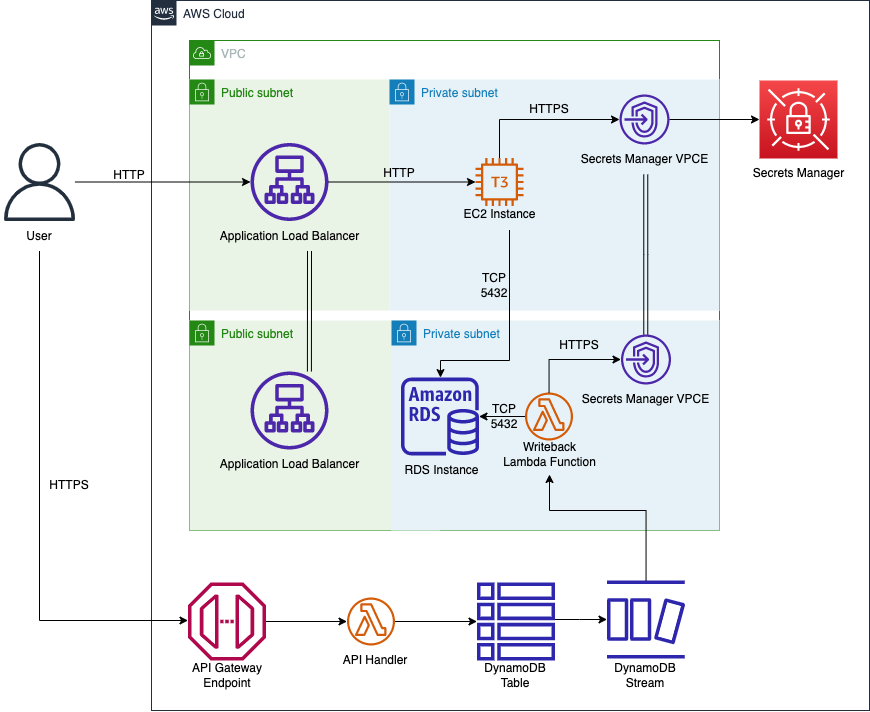 aws
AWS Cloud
VPC
Public subnet
Private subnet
HTTPS
Secrets Manager VPCE
Secrets Manager
HTTP
HTTP
T3
EC2 Instance
User
Application Load Balancer
TCP
5432
Public subnet
Private subnet
HTTPS
Secrets Manager VPCE
Amazon
RDS
TCP
5432
Application Load Balancer
RDS Instance
Writeback
Lambda Function
HTTPS
API Gateway
Endpoint
API Handler
DynamoDB
Table
DynamoDB
Stream